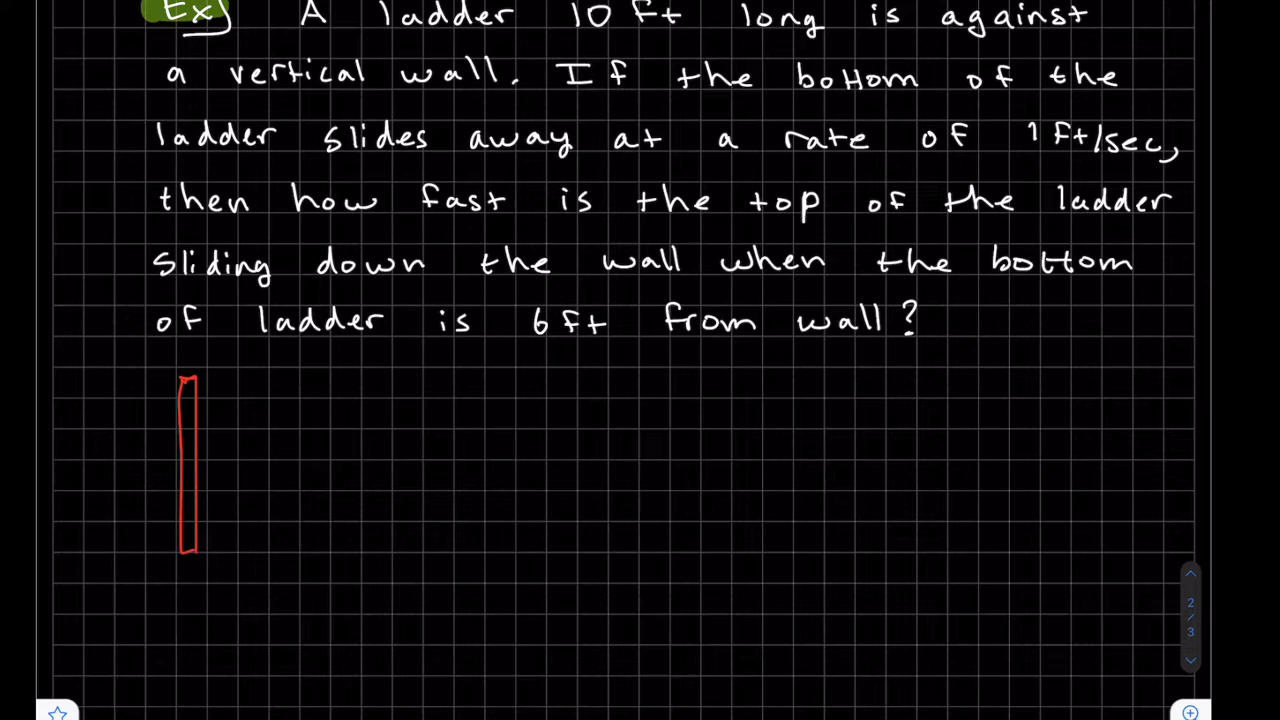 Ex) A ladder 10 ft long is against
a vertical wall. If the bottom of the
ladder slides away at a rate of 1 ft/sec,
then how fast is the top of the ladder
sliding down the wall when the bottom
of ladder is 6 ft from wall?
2
/
3